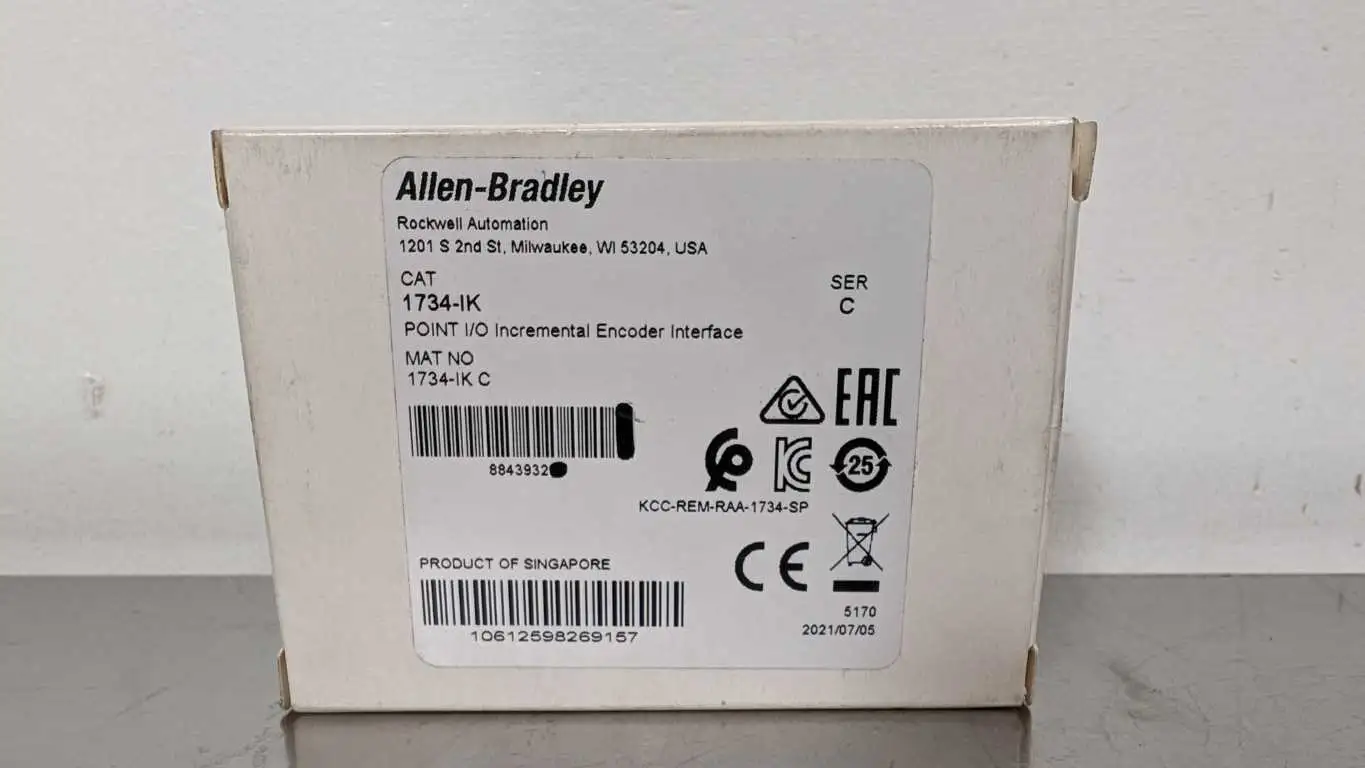 Allen-Bradley
Rockwell Automation
1201 S 2nd St, Milwaukee, WI 53204, USA
CAT
1734-IK
SER
C
POINT I/O Incremental Encoder Interface
MAT NO
1734-IK C
EAC
8843932
25
KCC-REM-RAA-1734-SP
PRODUCT OF SINGAPORE
CE
10612598269157
5170
2021/07/05